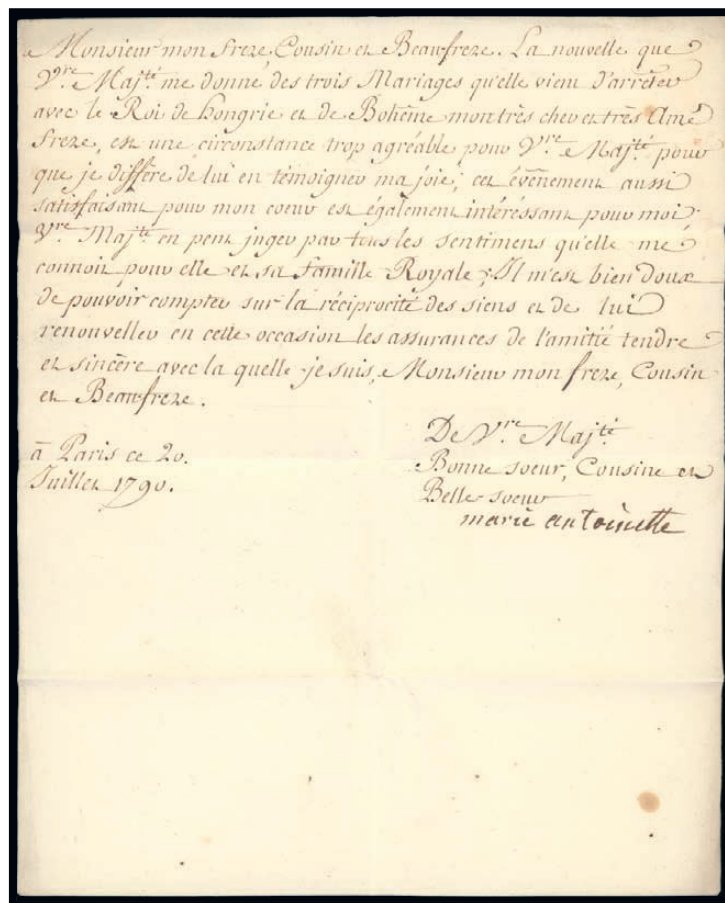 Monsieur mon frere, Cousin et Beaufrere. La nouvelle que
Vre. Majté. me donne, des trois Mariages qu'elle vient d'arrêter
avec le Roi de hongrie et de Bohême mon très cher et très Amé
frere, est une circonstance trop agréable pour Vre. Majté. pour
que je diffère de lui en témoigner ma joie; cet évênement aussi
satisfaisant pour mon coeur est également intéréssant pour moi.
Vre. Majté. en peut juger par tous les sentimens qu'elle me
connoit pour elle et sa famille Royale; Il m'est bien doux
de pouvoir compter sur la réciprocité des siens et de lui
renouveller en cette occasion les assurances de l'amitié tendre
et sincère avec la quelle je suis, Monsieur mon frere, Cousin
et Beaufrere.
De Vre. Majté.
à Paris ce 20.
Juillet 1790.
Bonne soeur, Cousine et
Belle-soeur
marie antoinette